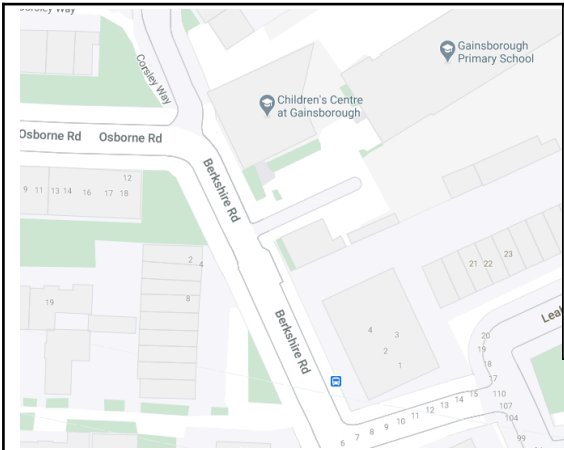 Corsley Way
Corsley Way
Gainsborough
Primary School
Children's Centre
at Gainsborough
Osborne Rd
Osborne Rd
Berkshire Rd
12
9 11 13 14 16 17 18
2
4
23
21 22
8
19
4
3
2
1
Berkshire Rd
20
19
18
17
15
14
13
12
11
10
9
8
7
6
110
107
104
99